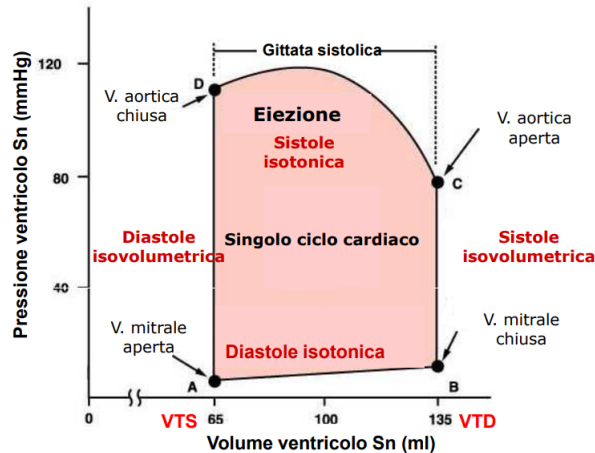 Gittata sistolica
120
D
V. aortica
chiusa
Eiezione
Sistole
isotonica
V. aortica
aperta
80
C
Pressione ventricolo Sn (mmHg)
Diastole
isovolumetrica
Singolo ciclo cardiaco
Sistole
isovolumetrica
40
V. mitrale
aperta
Diastole isotonica
V. mitrale
chiusa
A
B
0
VTS
65
100
135
VTD
Volume ventricolo Sn (ml)